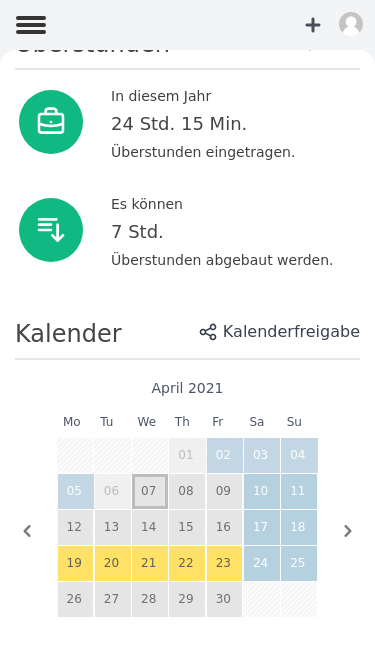 Überstunden
In diesem Jahr
24 Std. 15 Min.
Überstunden eingetragen.
Es können
7 Std.
Überstunden abgebaut werden.
Kalender
Kalenderfreigabe
April 2021
Mo Tu We Th Fr Sa Su
01 02 03 04
05 06 07 08 09 10 11
12 13 14 15 16 17 18
19 20 21 22 23 24 25
26 27 28 29 30